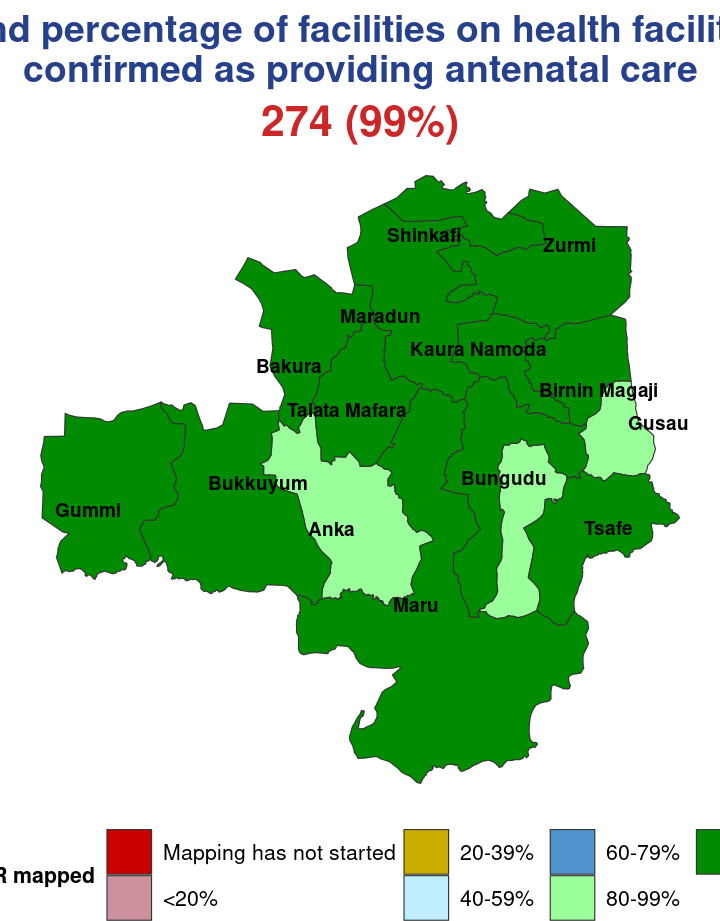 nd percentage of facilities on health facilit
confirmed as providing antenatal care
274 (99%)
Shinkafi
Zurmi
Maradun
Kaura Namoda
Bakura
Birnin Magaji
Talata Mafara
Gusau
Bungudu
Bukkuyum
Gummi
Anka
Tsafe
Maru
R mapped
Mapping has not started
20-39%
60-79%
<20%
40-59%
80-99%